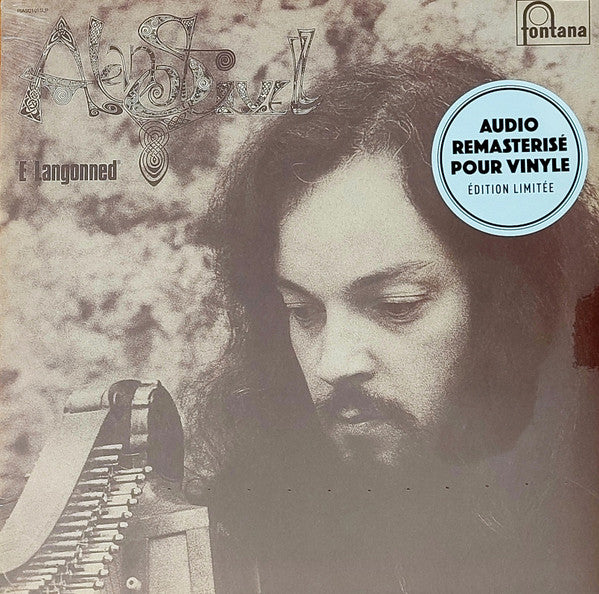 Alan Stivell
"E Langonned"
fontana
AUDIO
REMASTERISÉ
POUR VINYLE
ÉDITION LIMITÉE